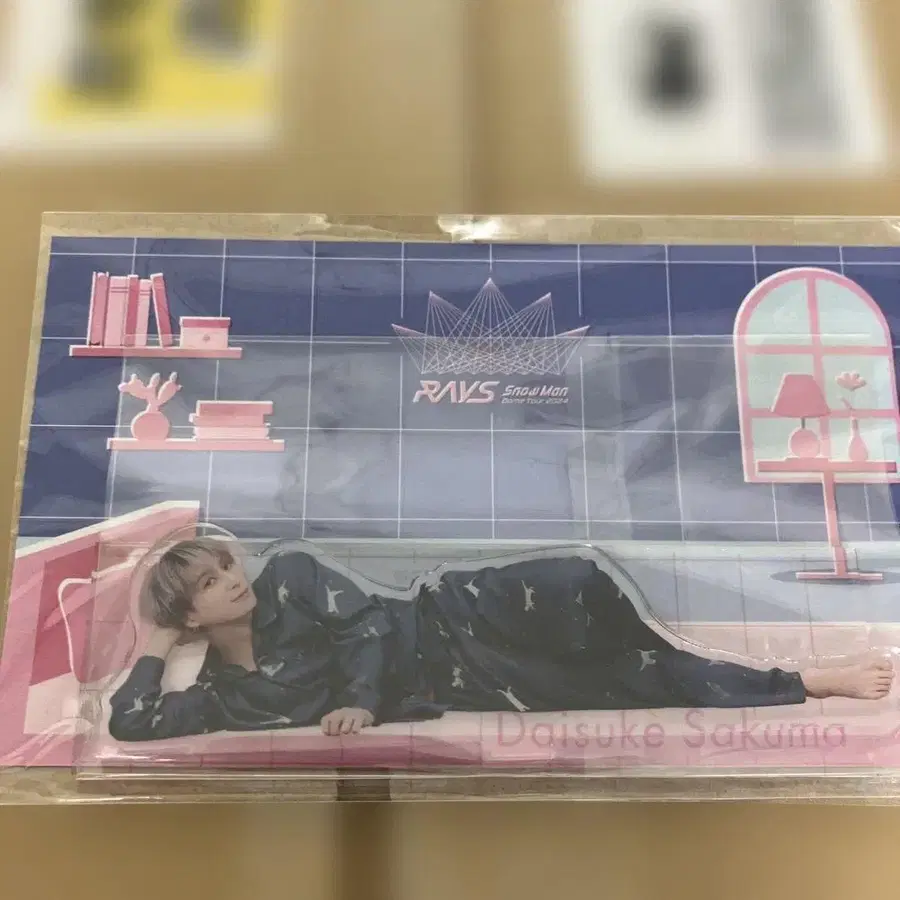 RAYS
Snow Man
Dome Tour 2024
Daisuke Sakuma